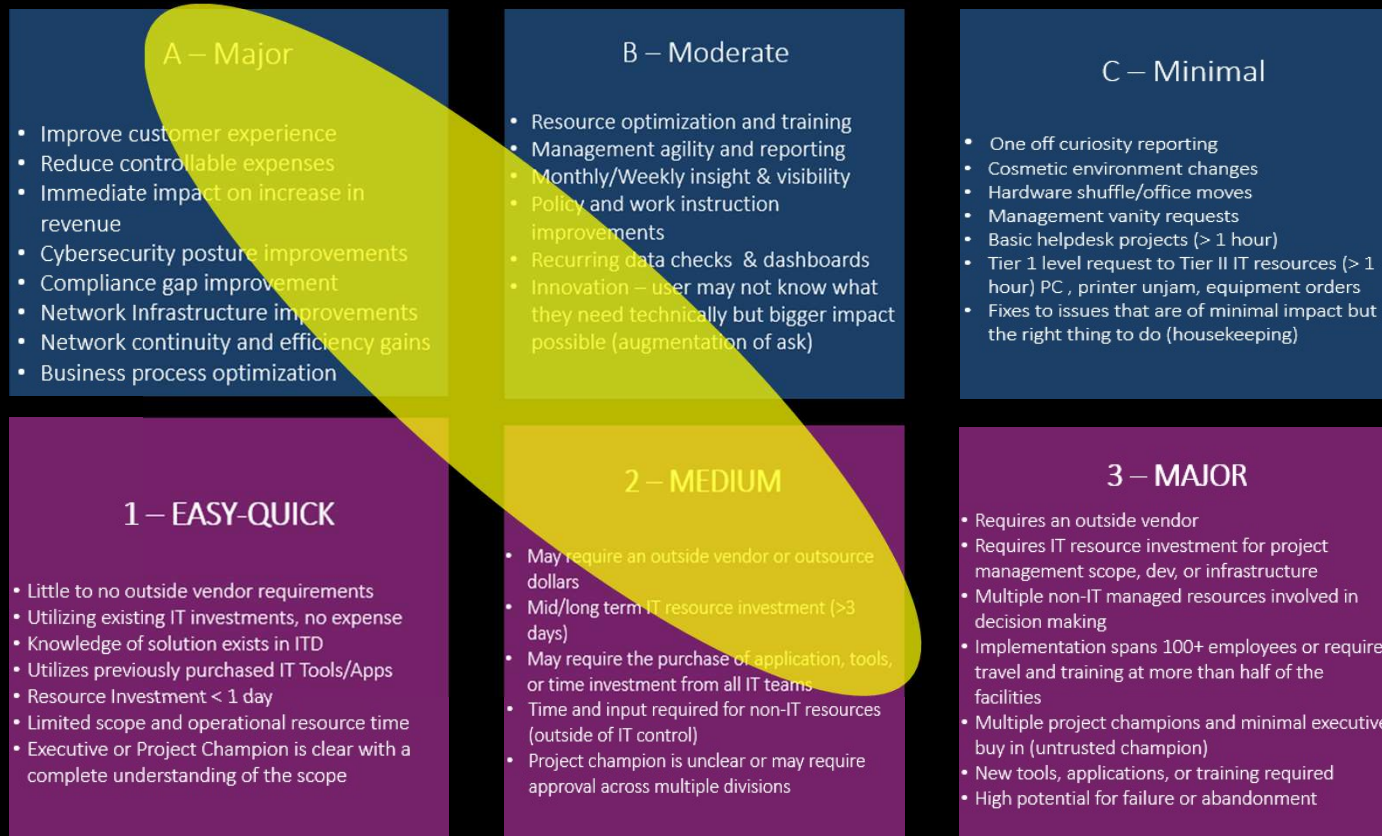 A – Major
• Improve customer experience
• Reduce controllable expenses
• Immediate impact on increase in
revenue
• Cybersecurity posture improvements
• Compliance gap improvement
• Network Infrastructure improvements
• Network continuity and efficiency gains
• Business process optimization
B – Moderate
• Resource optimization and training
• Management agility and reporting
• Monthly/Weekly insight & visibility
• Policy and work instruction
improvements
• Recurring data checks & dashboards
• Innovation – user may not know what
they need technically but bigger impact
possible (augmentation of ask)
C – Minimal
• One off curiosity reporting
• Cosmetic environment changes
• Hardware shuffle/office moves
• Management vanity requests
• Basic helpdesk projects (> 1 hour)
• Tier 1 level request to Tier II IT resources (> 1
hour) PC , printer unjam, equipment orders
• Fixes to issues that are of minimal impact but
the right thing to do (housekeeping)
1 – EASY-QUICK
• Little to no outside vendor requirements
• Utilizing existing IT investments, no expense
• Knowledge of solution exists in ITD
• Utilizes previously purchased IT Tools/Apps
• Resource Investment < 1 day
• Limited scope and operational resource time
• Executive or Project Champion is clear with a
complete understanding of the scope
2 – MEDIUM
• May require an outside vendor or outsource
dollars
• Mid/long term IT resource investment (>3
days)
• May require the purchase of application, tools,
or time investment from all IT teams
• Time and input required for non-IT resources
(outside of IT control)
• Project champion is unclear or may require
approval across multiple divisions
3 – MAJOR
• Requires an outside vendor
• Requires IT resource investment for project
management scope, dev, or infrastructure
• Multiple non-IT managed resources involved in
decision making
• Implementation spans 100+ employees or require
travel and training at more than half of the
facilities
• Multiple project champions and minimal executive
buy in (untrusted champion)
• New tools, applications, or training required
• High potential for failure or abandonment